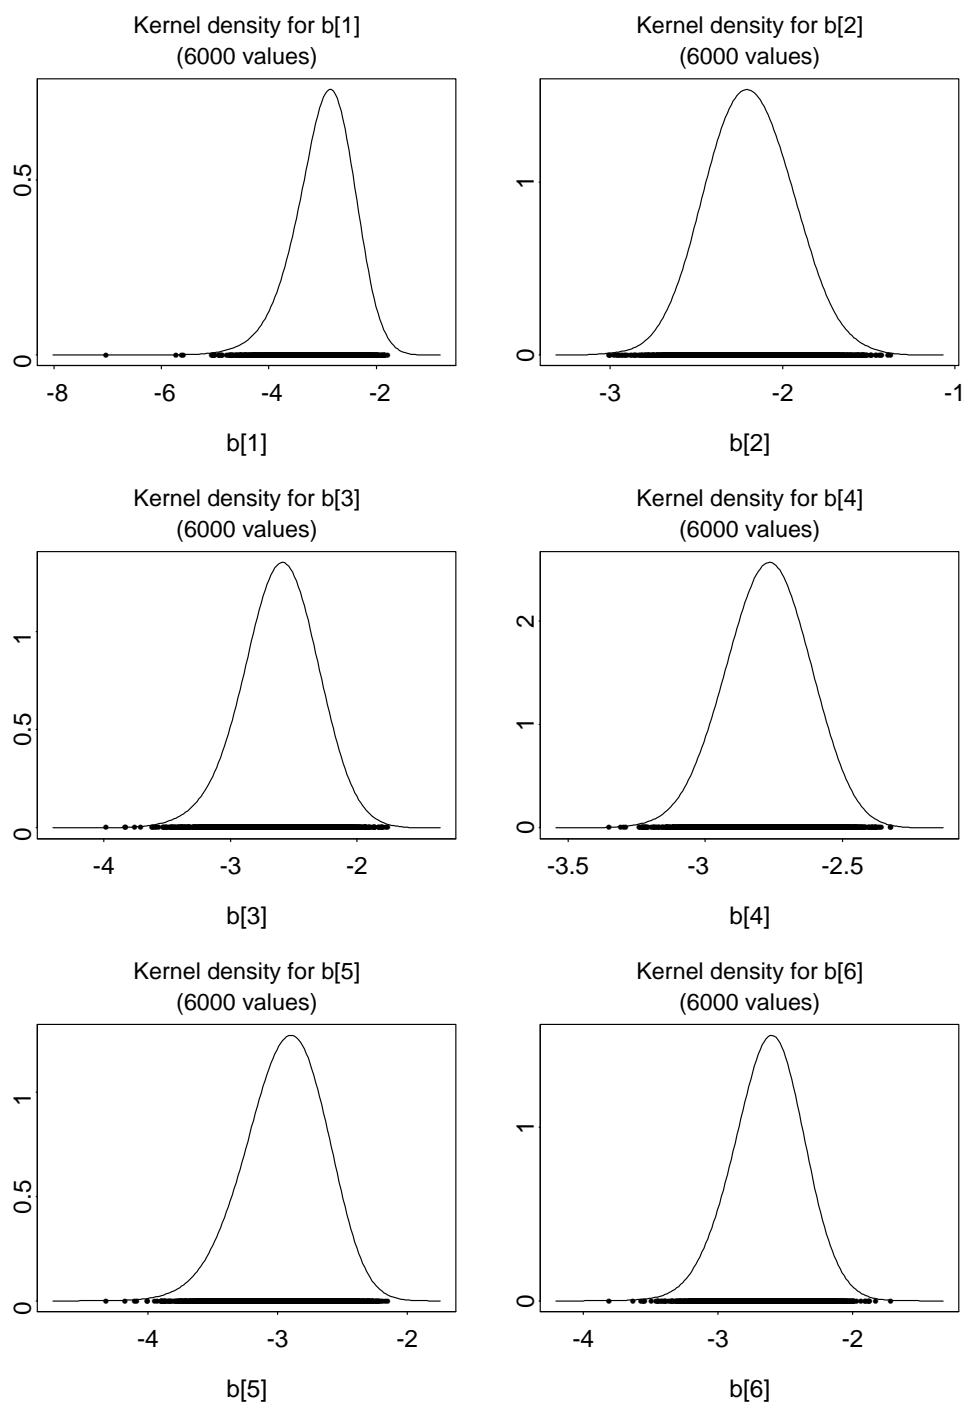 Kernel density for b[1]
(6000 values)
0.5
0
-8 -6 -4 -2
b[1]
Kernel density for b[2]
(6000 values)
1
0
-3 -2 -1
b[2]
Kernel density for b[3]
(6000 values)
1
0.5
0
-4 -3 -2
b[3]
Kernel density for b[4]
(6000 values)
2
1
0
-3.5 -3 -2.5
b[4]
Kernel density for b[5]
(6000 values)
1
0.5
0
-4 -3 -2
b[5]
Kernel density for b[6]
(6000 values)
1
0
-4 -3 -2
b[6]